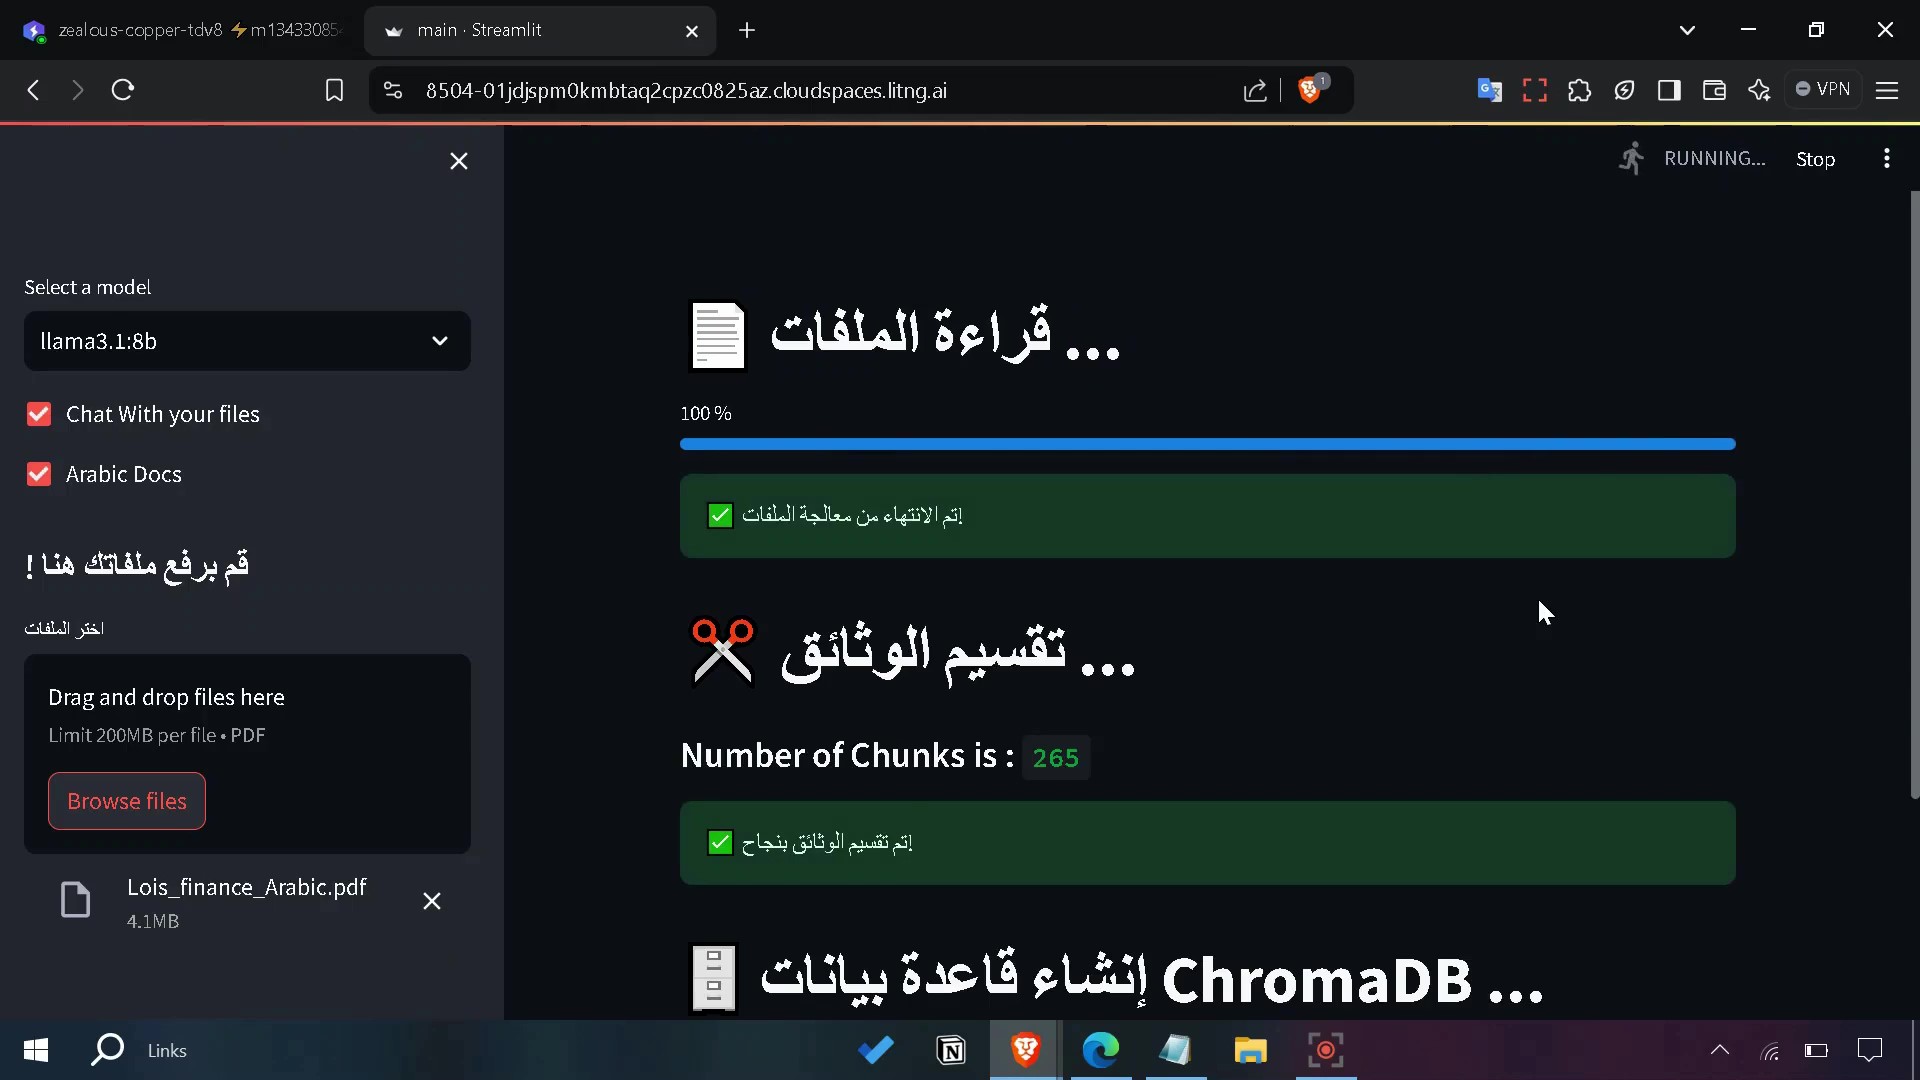 zealous-copper-tdv8 ⚡m13433085
main · Streamlit
8504-01jdjspm0kmbtaq2cpzc0825az.cloudspaces.litng.ai
1
VPN
RUNNING...
Stop
Select a model
llama3.1:8b
Chat With your files
Arabic Docs
قم برفع ملفاتك هنا !
اختر الملفات
Drag and drop files here
Limit 200MB per file • PDF
Browse files
Lois_finance_Arabic.pdf
4.1MB
📄 قراءة الملفات ...
100 %
✅ تم الانتهاء من معالجة الملفات!
✂️ تقسيم الوثائق ...
Number of Chunks is : 265
✅ تم تقسيم الوثائق بنجاح!
🗄️ إنشاء قاعدة بيانات ChromaDB ...
Links